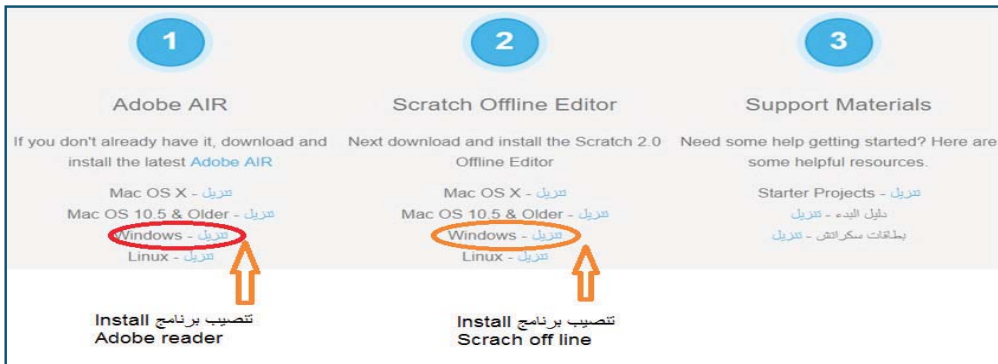 1
Adobe AIR
If you don't already have it, download and
install the latest Adobe AIR
Mac OS X - تنزيل
Mac OS 10.5 & Older - تنزيل
Windows - تنزيل
Linux - تنزيل
تنصيب برنامج Install
Adobe reader
2
Scratch Offline Editor
Next download and install the Scratch 2.0
Offline Editor
Mac OS X - تنزيل
Mac OS 10.5 & Older - تنزيل
Windows - تنزيل
Linux - تنزيل
تنصيب برنامج Install
Scrach off line
3
Support Materials
Need some help getting started? Here are
some helpful resources.
Starter Projects - تنزيل
دليل البدء - تنزيل
بطاقات سكراتش - تنزيل